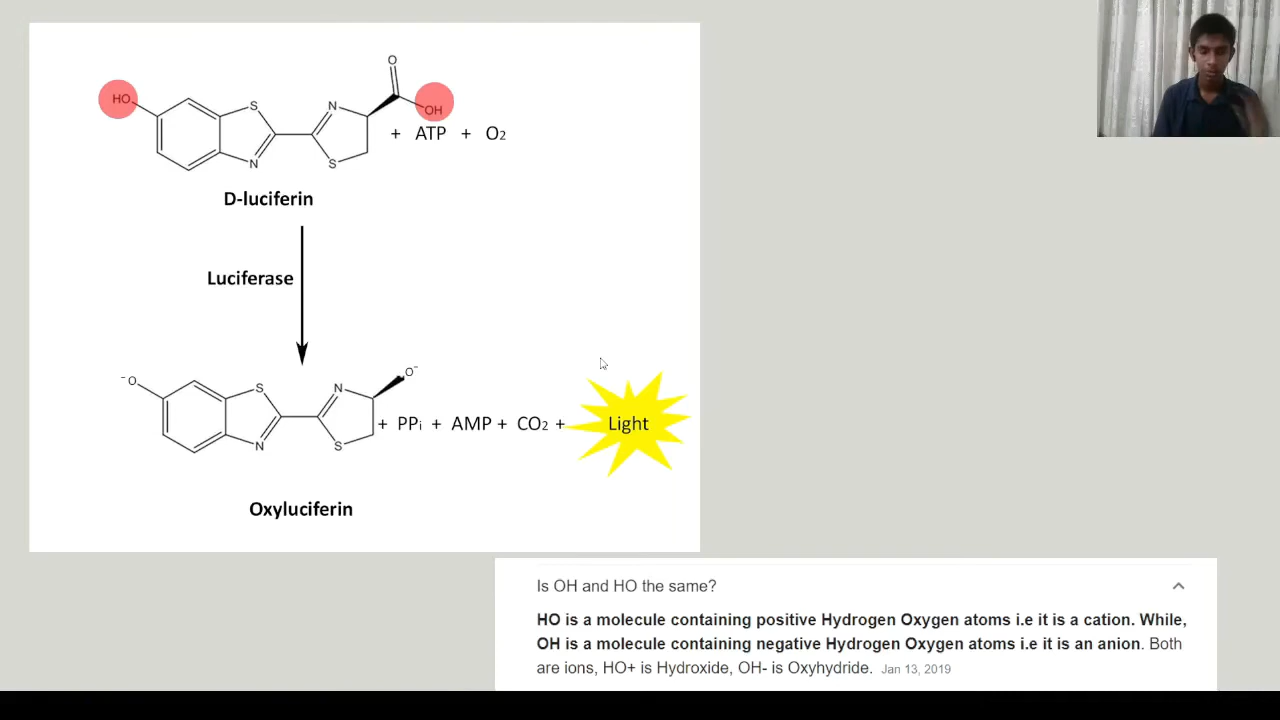 O
HO
S
N
OH
N
S
+ ATP + O2
D-luciferin
Luciferase
⁻O
S
N
O⁻
N
S
+ PPi + AMP + CO2 + Light
Oxyluciferin
Is OH and HO the same?
HO is a molecule containing positive Hydrogen Oxygen atoms i.e it is a cation. While,
OH is a molecule containing negative Hydrogen Oxygen atoms i.e it is an anion. Both
are ions, HO+ is Hydroxide, OH- is Oxyhydride. Jan 13, 2019